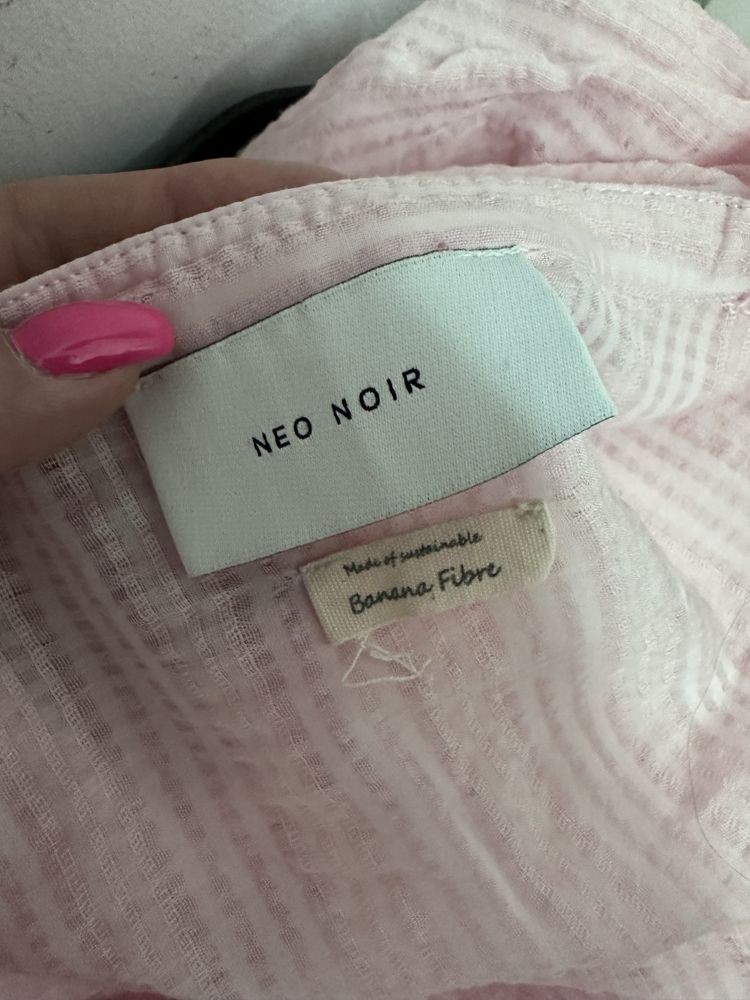 NEO NOIR
Made of sustainable
Banana Fibre